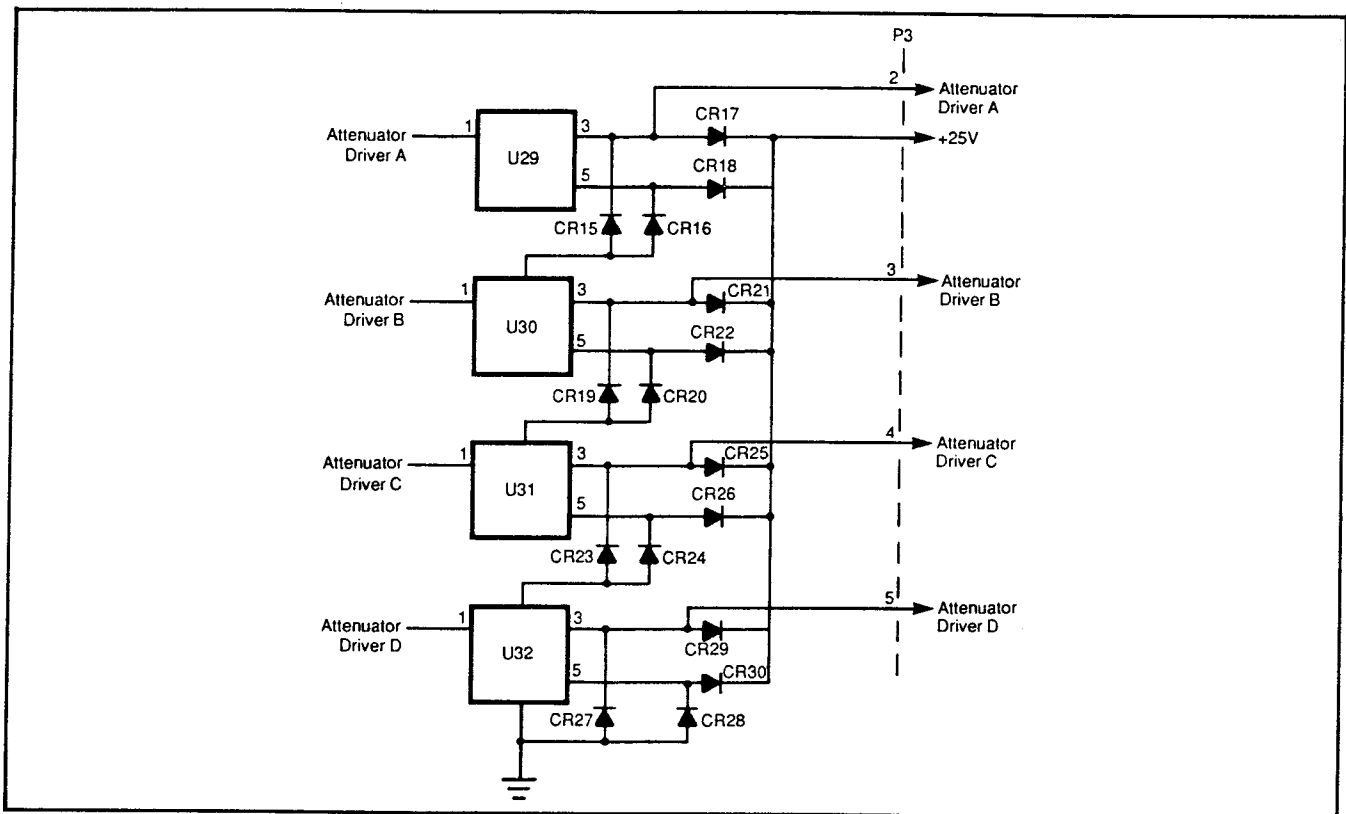 P3
2
Attenuator
Driver A
CR17
1
3
Attenuator
Driver A
U29
+25V
CR18
5
CR15
CR16
3
Attenuator
Driver B
CR21
1
3
Attenuator
Driver B
U30
CR22
5
CR19
CR20
4
Attenuator
Driver C
CR25
1
3
Attenuator
Driver C
U31
CR26
5
CR23
CR24
5
Attenuator
Driver D
1
3
Attenuator
Driver D
U32
CR29
5
CR30
CR27
CR28